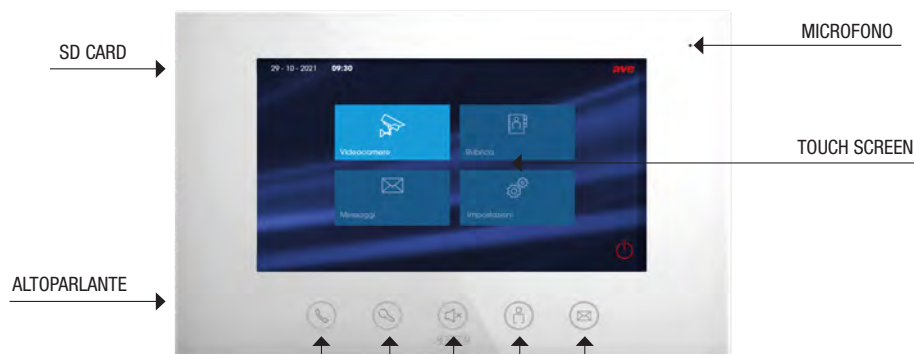 MICROFONO
SD CARD
29 - 10 - 2021 09:30 ave
Videocamere Rubrica
TOUCH SCREEN
Messaggi Impostazioni
ALTOPARLANTE